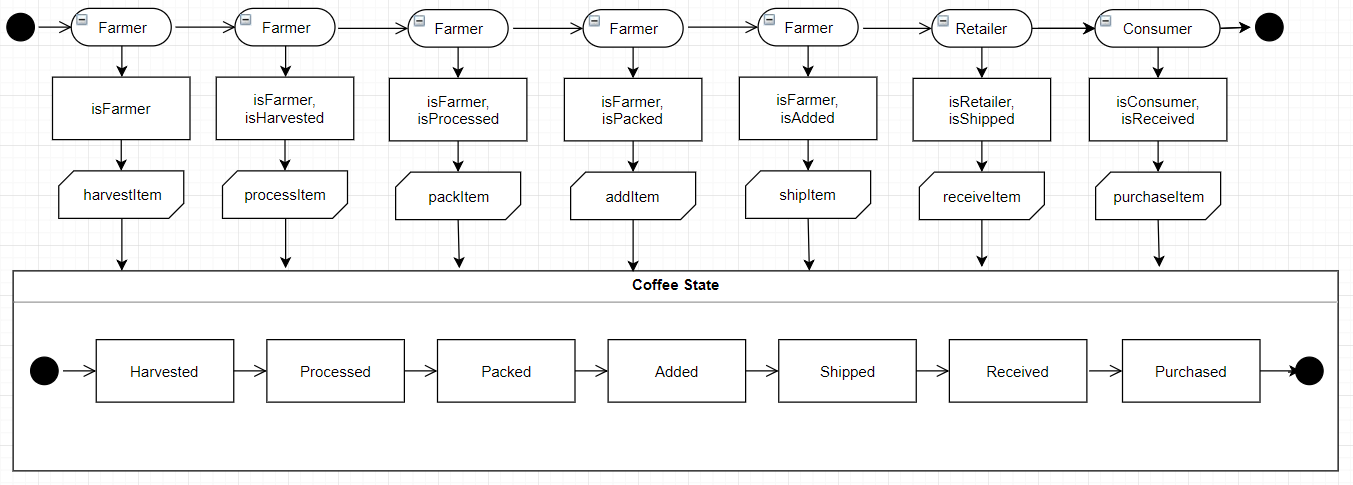 Farmer
Farmer
Farmer
Farmer
Farmer
Retailer
Consumer
isFarmer
isFarmer,
isHarvested
isFarmer,
isProcessed
isFarmer,
isPacked
isFarmer,
isAdded
isRetailer,
isShipped
isConsumer,
isReceived
harvestItem
processItem
packItem
addItem
shipItem
receiveItem
purchaseItem
Coffee State
Harvested
Processed
Packed
Added
Shipped
Received
Purchased